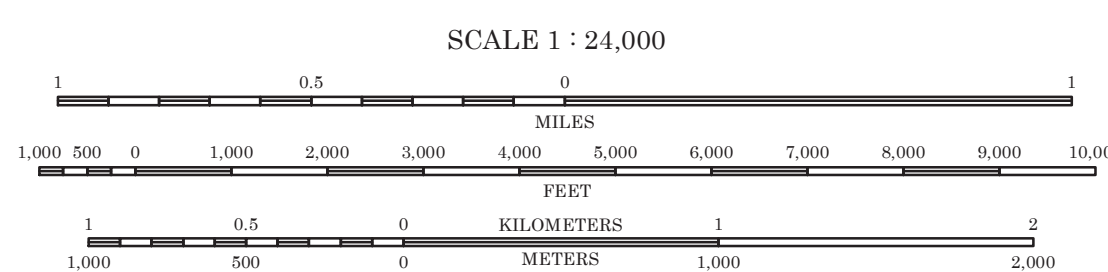 SCALE 1 : 24,000
1 0.5 0 1
MILES
1,000 500 0 1,000 2,000 3,000 4,000 5,000 6,000 7,000 8,000 9,000 10,00
FEET
1 0.5 0 KILOMETERS 1 2
1,000 500 0 METERS 1,000 2,000